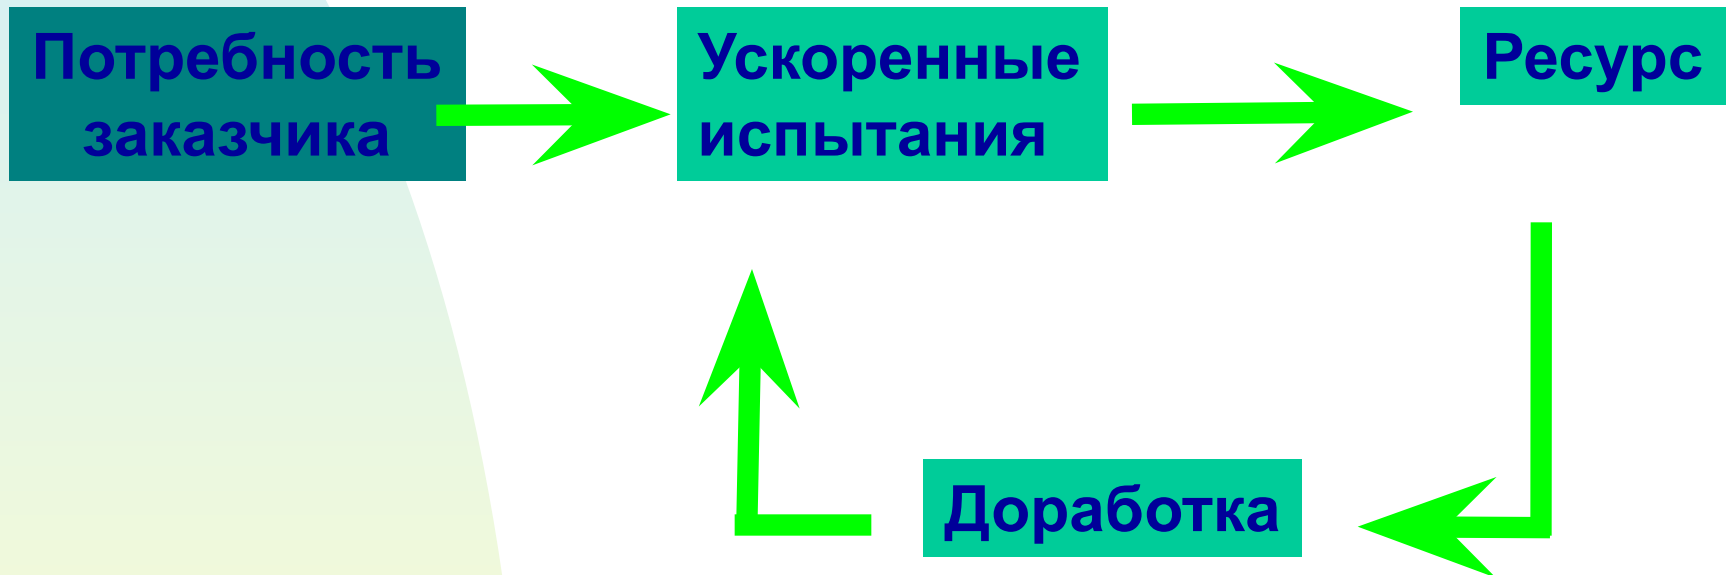 Потребность
заказчика
Ускоренные
испытания
Ресурс
Доработка